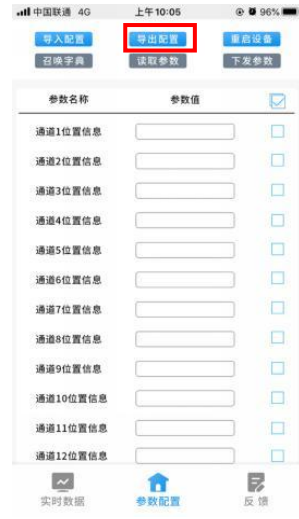 中国联通 4G 上午10:05 96%
导入配置 导出配置 重启设备
召唤字典 读取参数 下发参数
参数名称 参数值
通道1位置信息
通道2位置信息
通道3位置信息
通道4位置信息
通道5位置信息
通道6位置信息
通道7位置信息
通道8位置信息
通道9位置信息
通道10位置信息
通道11位置信息
通道12位置信息
实时数据 参数配置 反馈